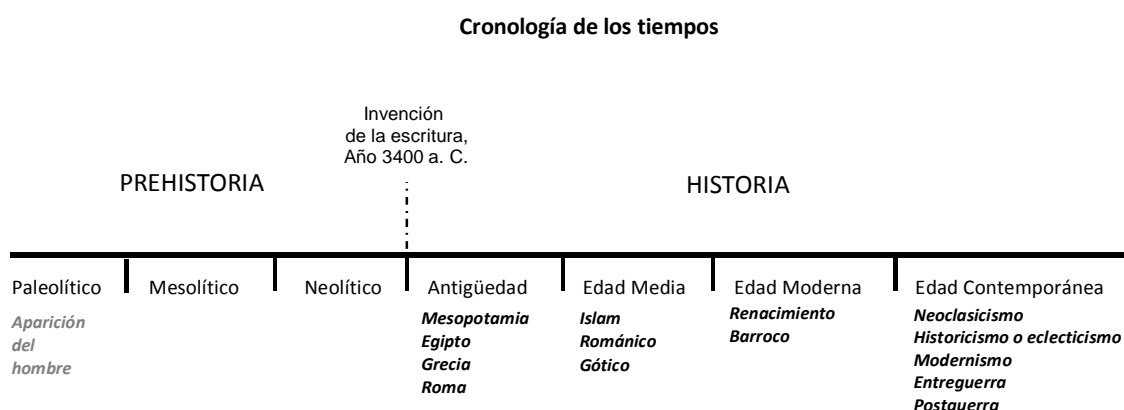 Cronología de los tiempos
Invención
de la escritura,
Año 3400 a. C.
PREHISTORIA
HISTORIA
Paleolítico
Mesolítico
Neolítico
Antigüedad
Edad Media
Edad Moderna
Edad Contemporánea
Aparición
del
hombre
Mesopotamia
Egipto
Grecia
Roma
Islam
Románico
Gótico
Renacimiento
Barroco
Neoclasicismo
Historicismo o eclecticismo
Modernismo
Entreguerra
Postguerra